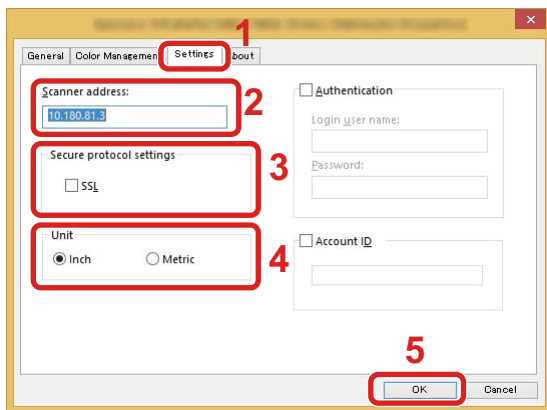 1
General Color Managemen Settings bout
Scanner address:
10.180.81.3
2
Authentication
Login user name:
Password:
Secure protocol settings
SSL
3
Unit
Inch Metric
4
Account ID
5
OK Cancel